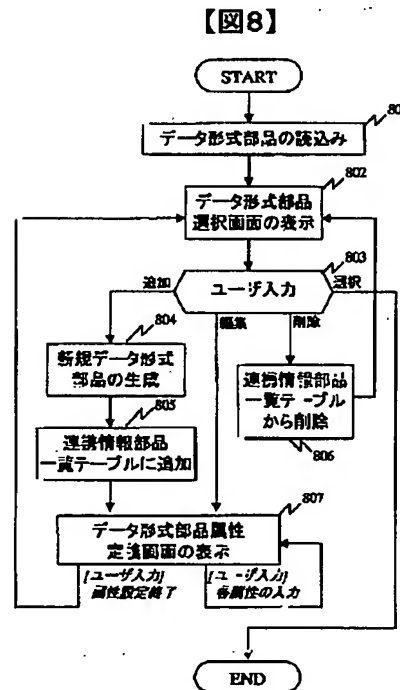 【図8】
START
80
データ形式部品の読込み
802
データ形式部品
選択画面の表示
803
ユーザ入力
追加
選択
編集
削除
804
新規データ形式
部品の生成
805
連携情報部品
一覧テーブルに追加
連携情報部品
一覧テーブル
から削除
806
807
データ形式部品属性
定義画面の表示
[ユーザ入力]
属性設定終了
[ユーザ入力]
各属性の入力
END